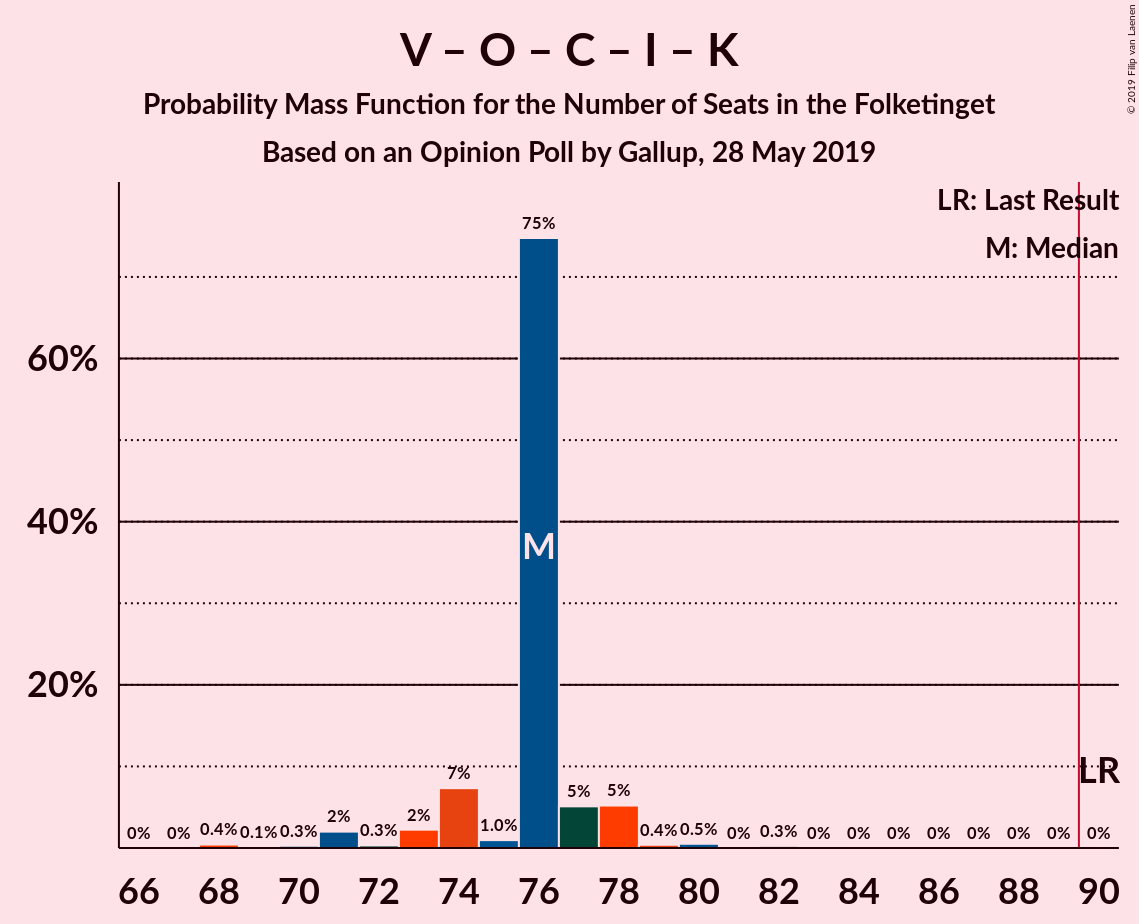 V – O – C – I – K
Probability Mass Function for the Number of Seats in the Folketinget
Based on an Opinion Poll by Gallup, 28 May 2019
© 2019 Filip van Laenen
LR: Last Result
M: Median
75%
60%
40%
M
20%
LR
7%
5% 5%
0% 0% 0.4% 0.1% 0.3% 2% 0.3% 2% 1.0% 0.4% 0.5% 0% 0.3% 0% 0% 0% 0% 0% 0% 0% 0%
66 68 70 72 74 76 78 80 82 84 86 88 90